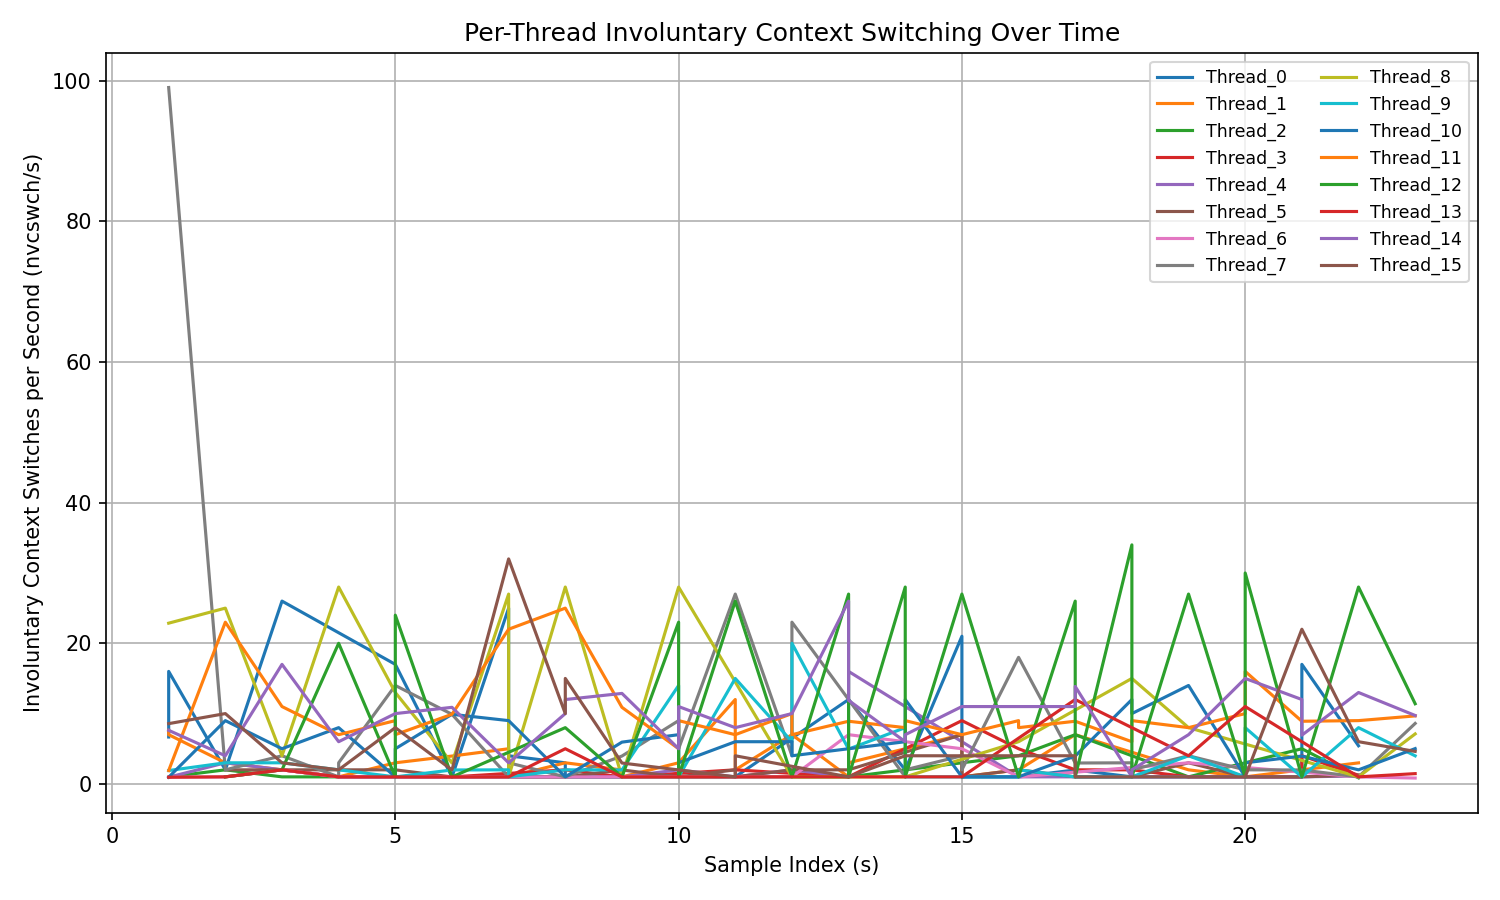 Per-Thread Involuntary Context Switching Over Time
Involuntary Context Switches per Second (nvcswch/s)
100
80
60
40
20
0
Thread_0
Thread_1
Thread_2
Thread_3
Thread_4
Thread_5
Thread_6
Thread_7
Thread_8
Thread_9
Thread_10
Thread_11
Thread_12
Thread_13
Thread_14
Thread_15
0 5 10 15 20
Sample Index (s)